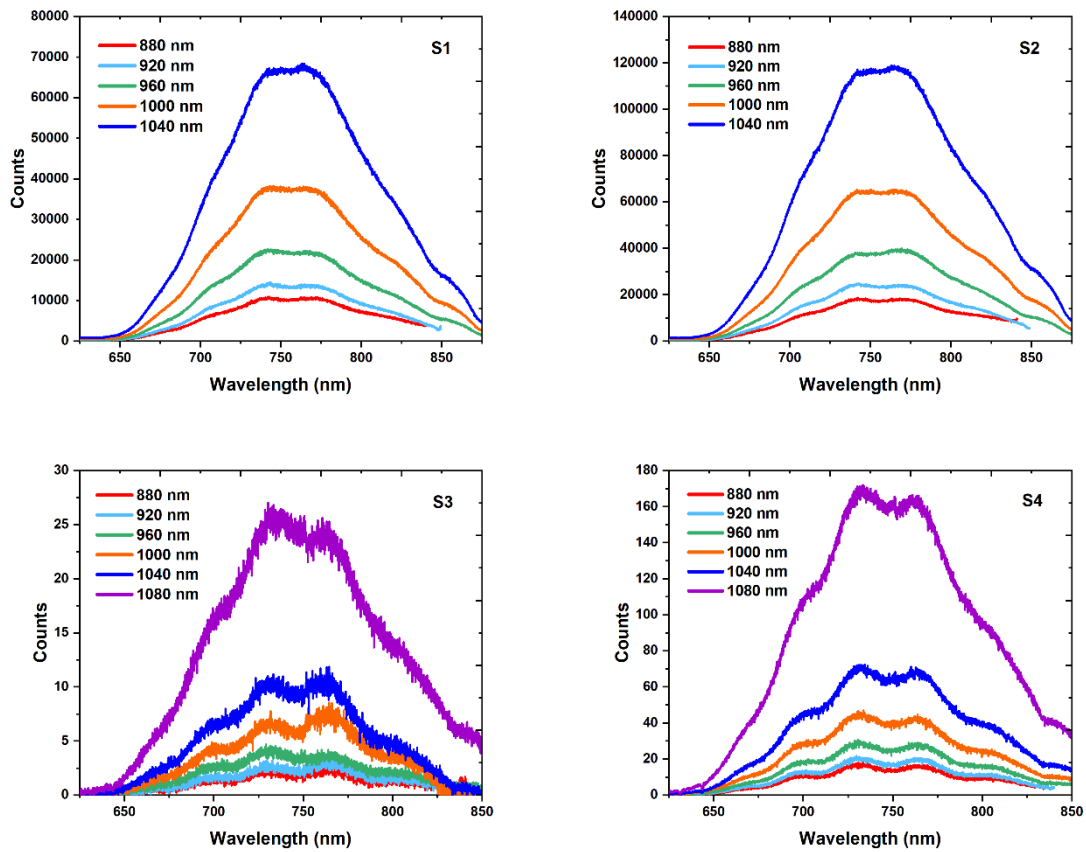 S1
880 nm
920 nm
960 nm
1000 nm
1040 nm
80000
70000
60000
50000
40000
30000
20000
10000
0
Counts
650 700 750 800 850
Wavelength (nm)
S2
880 nm
920 nm
960 nm
1000 nm
1040 nm
140000
120000
100000
80000
60000
40000
20000
0
Counts
650 700 750 800 850
Wavelength (nm)
S3
880 nm
920 nm
960 nm
1000 nm
1040 nm
1080 nm
30
25
20
15
10
5
0
Counts
650 700 750 800 850
Wavelength (nm)
S4
880 nm
920 nm
960 nm
1000 nm
1040 nm
1080 nm
180
160
140
120
100
80
60
40
20
0
Counts
650 700 750 800 850
Wavelength (nm)